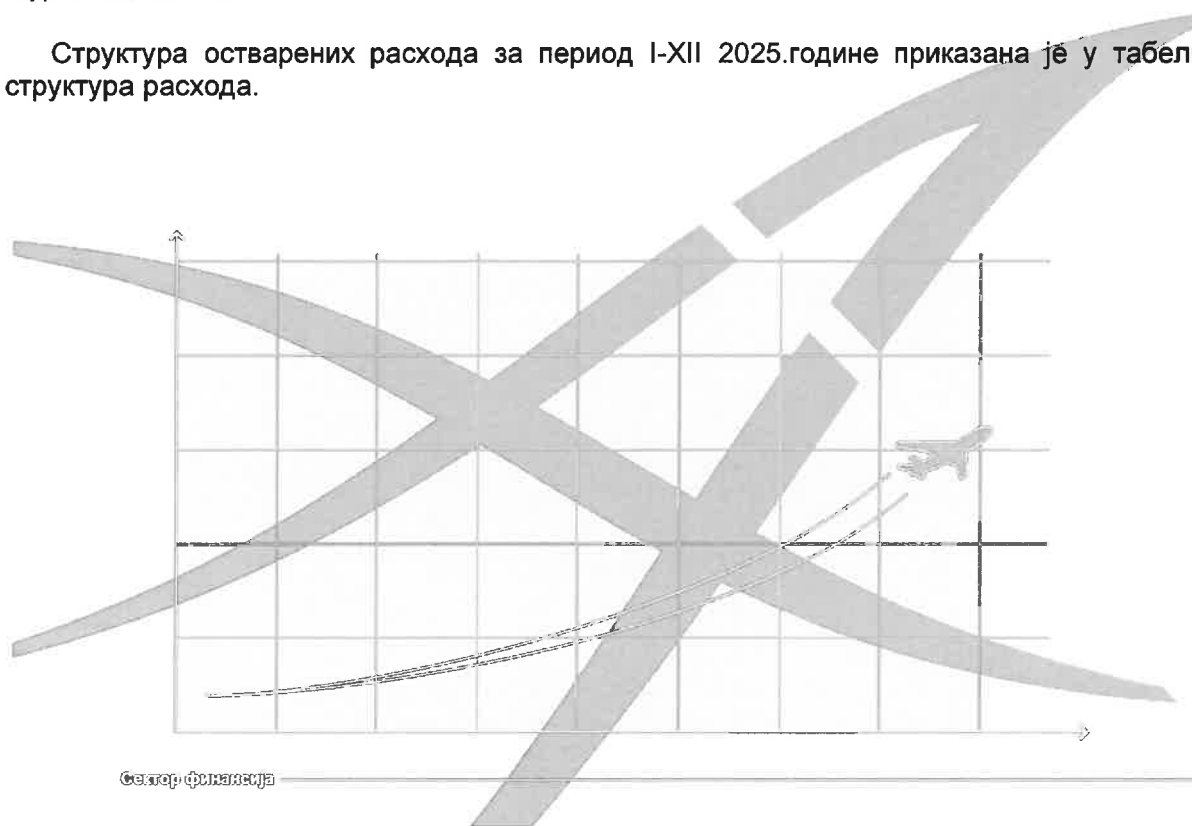 Структура остварених расхода за период I-XII 2025.године приказана је у табел
структура расхода.
Сектор финансија